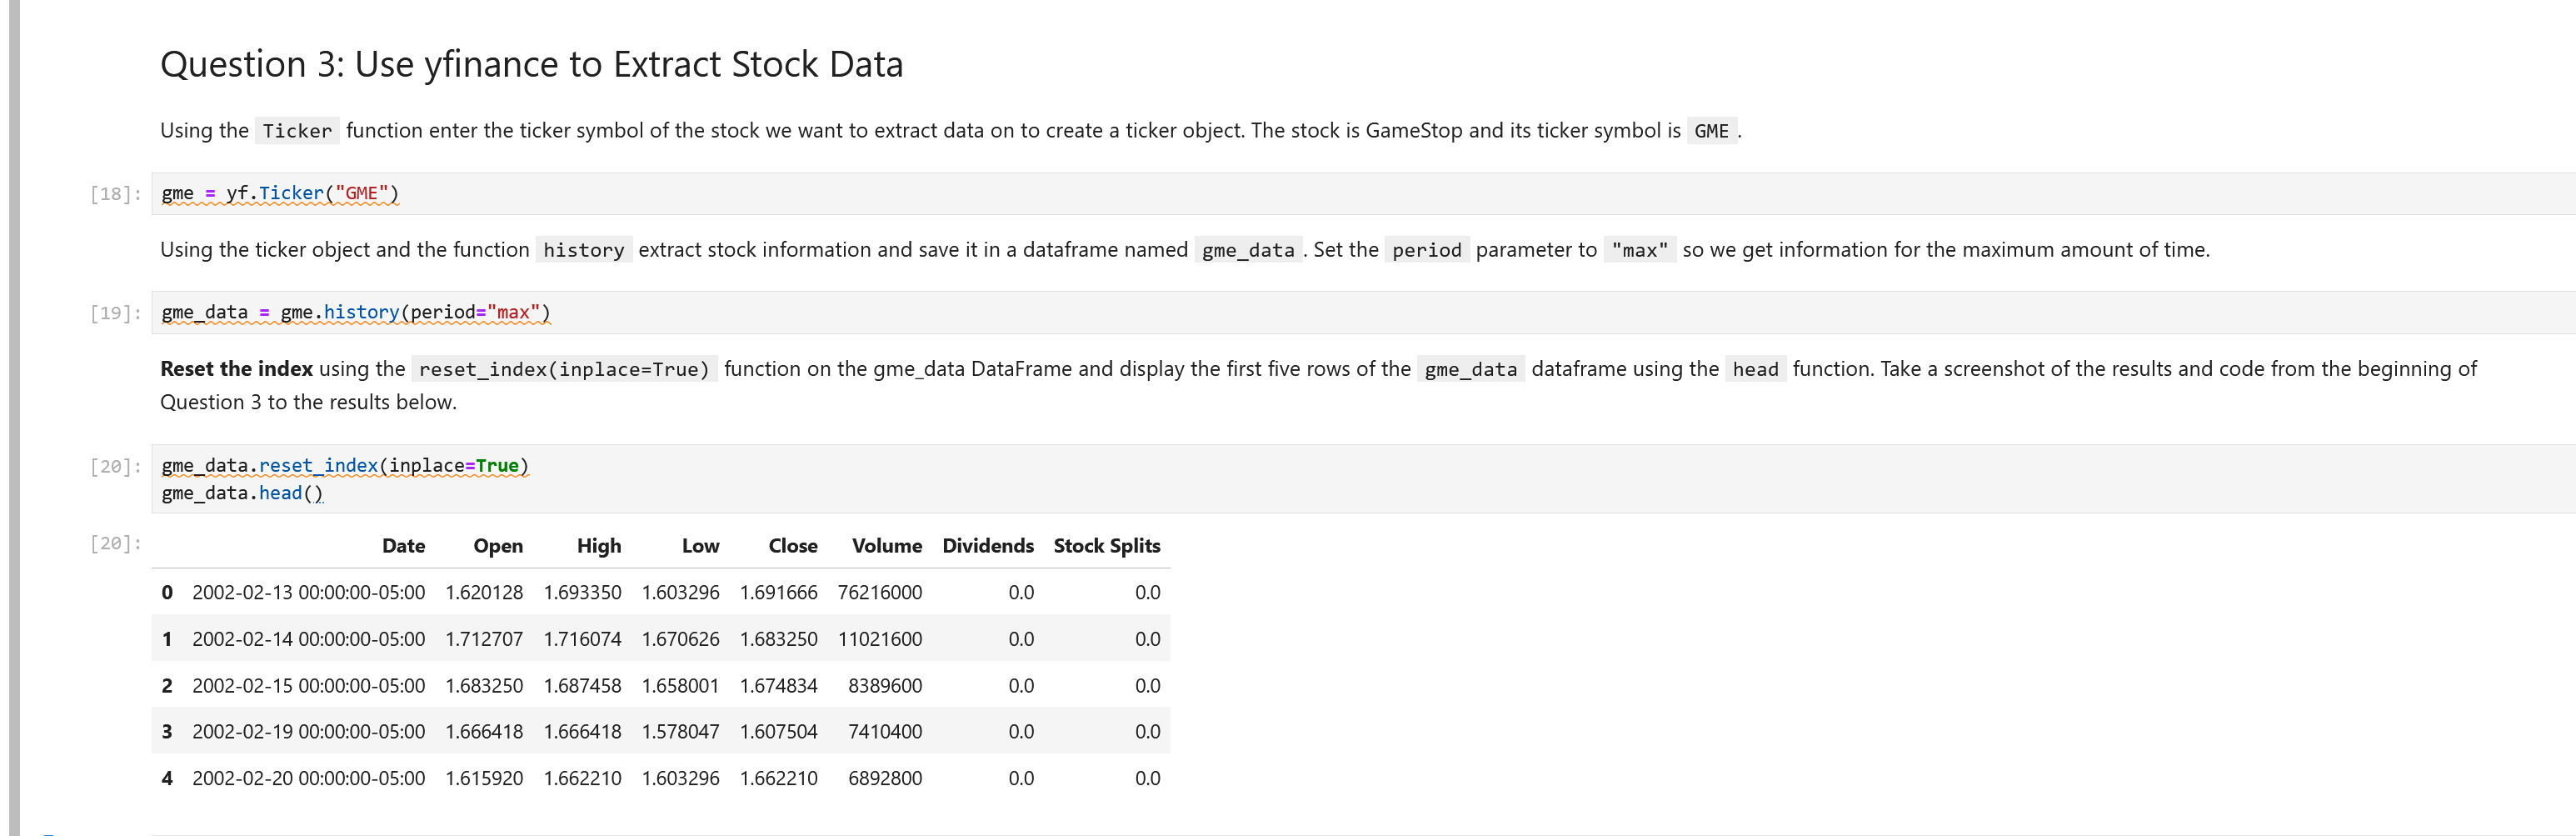 Question 3: Use yfinance to Extract Stock Data
Using the Ticker function enter the ticker symbol of the stock we want to extract data on to create a ticker object. The stock is GameStop and its ticker symbol is GME .
[18]: gme = yf.Ticker("GME")
Using the ticker object and the function history extract stock information and save it in a dataframe named gme_data . Set the period parameter to "max" so we get information for the maximum amount of time.
[19]: gme_data = gme.history(period="max")
Reset the index using the reset_index(inplace=True) function on the gme_data DataFrame and display the first five rows of the gme_data dataframe using the head function. Take a screenshot of the results and code from the beginning of
Question 3 to the results below.
[20]: gme_data.reset_index(inplace=True)
gme_data.head()
[20]: Date Open High Low Close Volume Dividends Stock Splits
0 2002-02-13 00:00:00-05:00 1.620128 1.693350 1.603296 1.691666 76216000 0.0 0.0
1 2002-02-14 00:00:00-05:00 1.712707 1.716074 1.670626 1.683250 11021600 0.0 0.0
2 2002-02-15 00:00:00-05:00 1.683250 1.687458 1.658001 1.674834 8389600 0.0 0.0
3 2002-02-19 00:00:00-05:00 1.666418 1.666418 1.578047 1.607504 7410400 0.0 0.0
4 2002-02-20 00:00:00-05:00 1.615920 1.662210 1.603296 1.662210 6892800 0.0 0.0